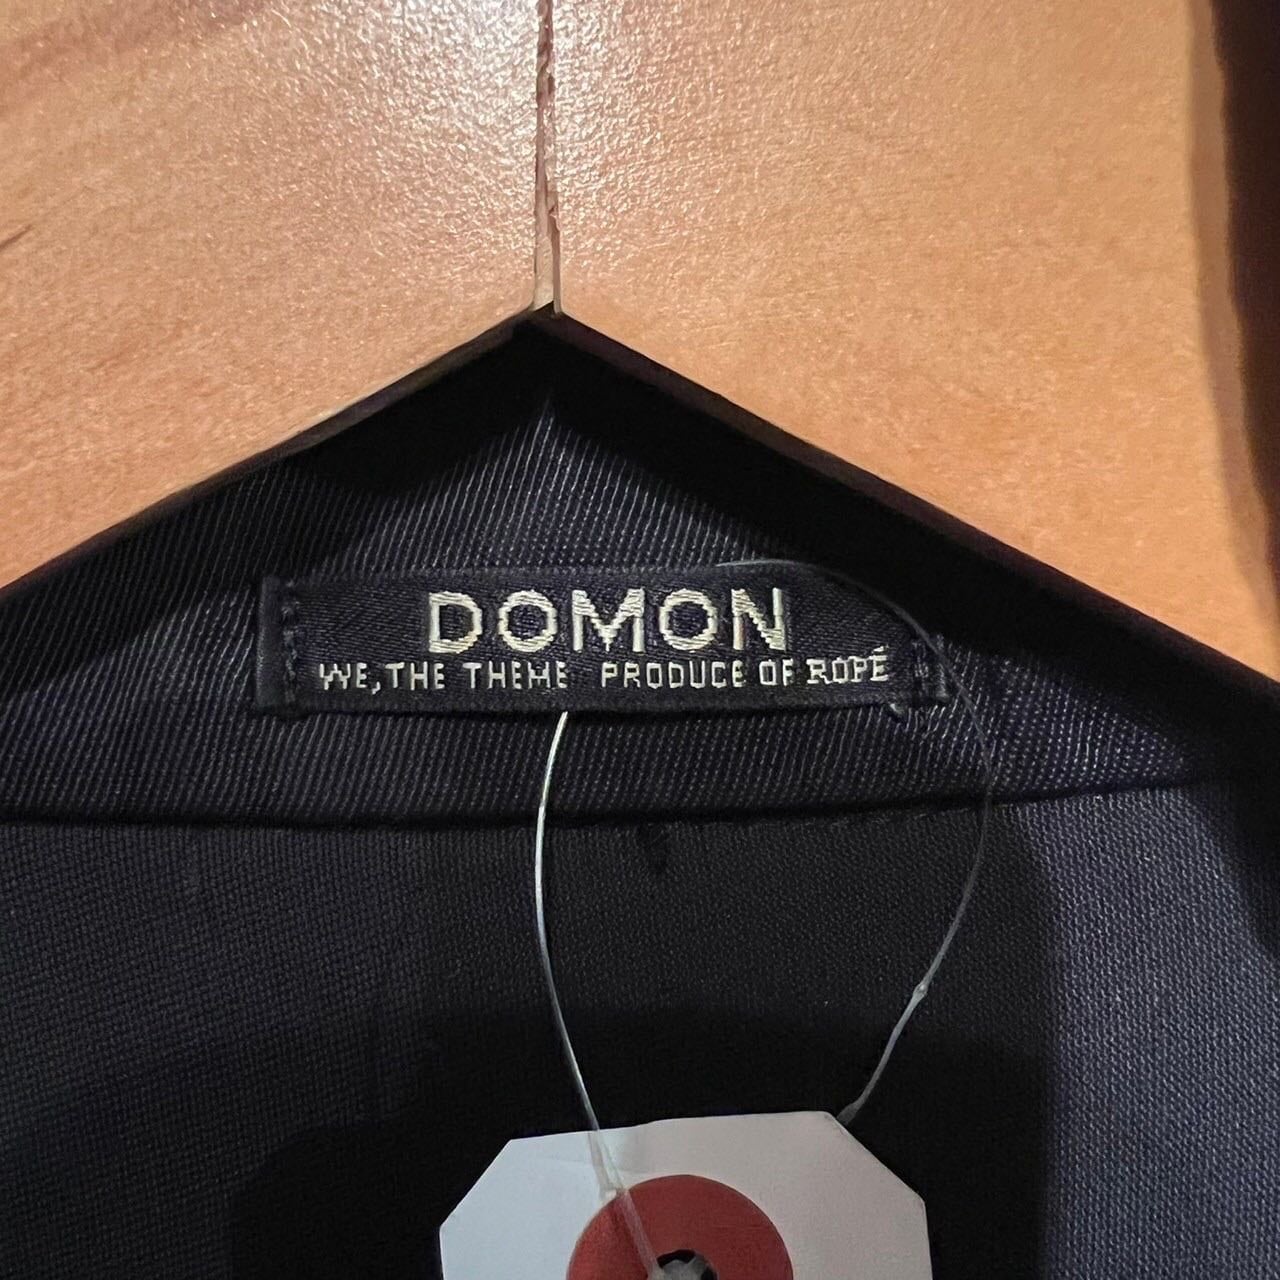 DOMON
WE, THE THEME PRODUCE OF ROPÉ